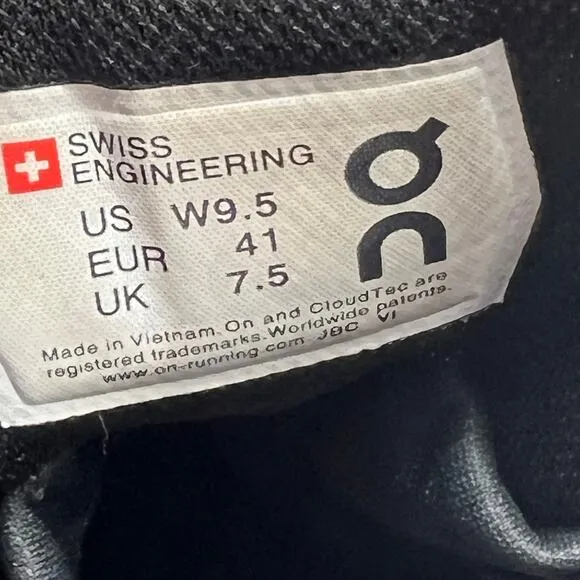 SWISS
ENGINEERING
On
US W9.5
EUR 41
UK 7.5
Made in Vietnam. On and CloudTec are
registered trademarks. Worldwide patents.
www.on-running.com JBC VI